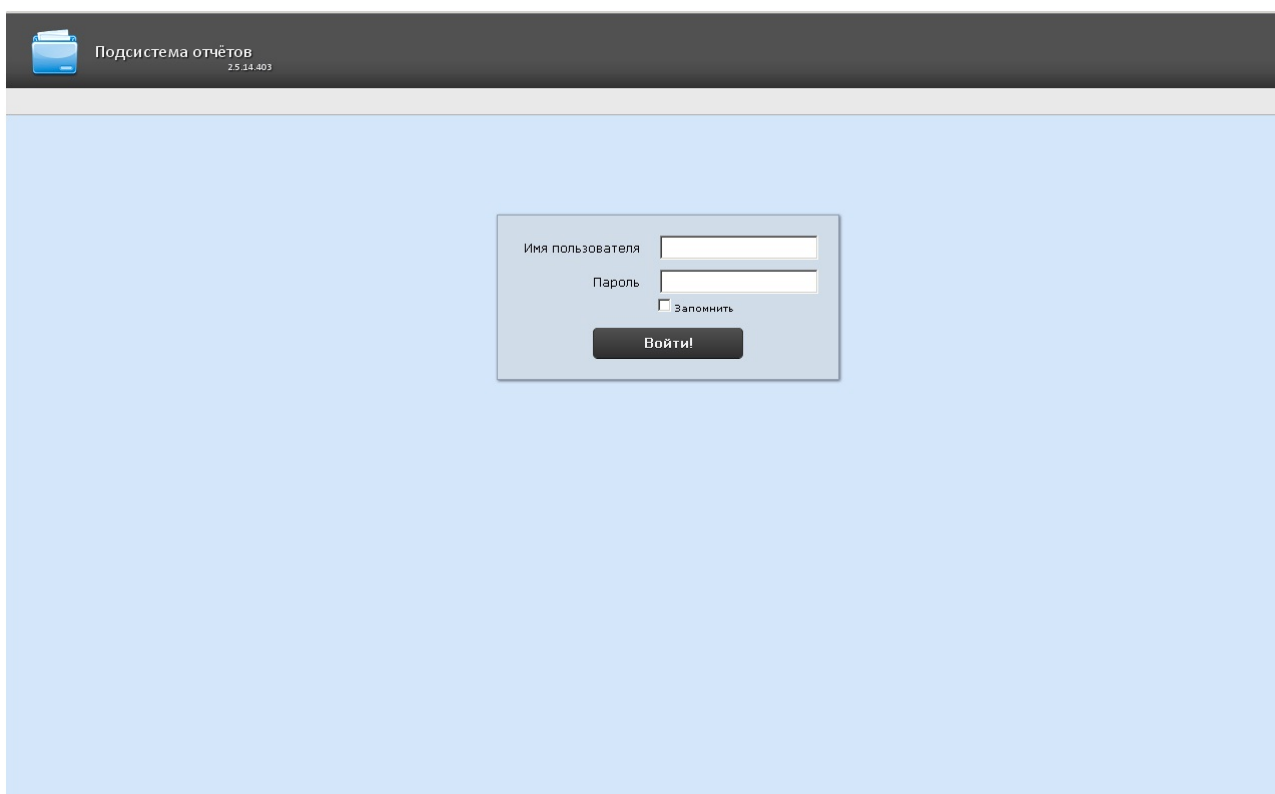 Подсистема отчётов
2.5.14.403
Имя пользователя
Пароль
Запомнить
Войти!